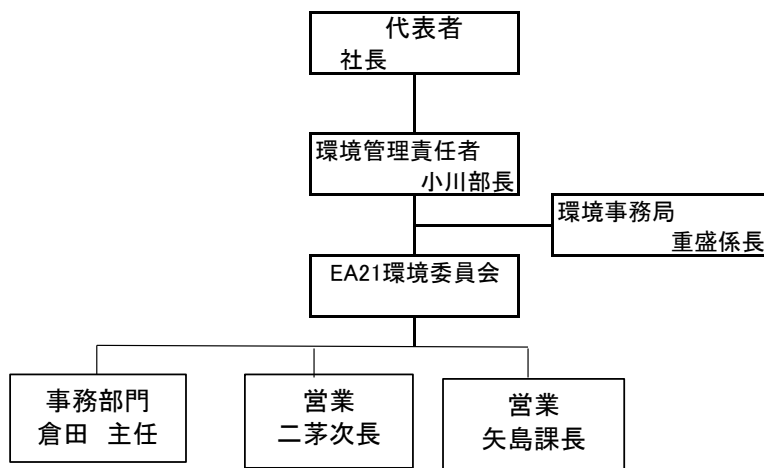 代表者
社長
環境管理責任者
小川部長
環境事務局
重盛係長
EA21環境委員会
事務部門
倉田　主任
営業
二茅次長
営業
矢島課長